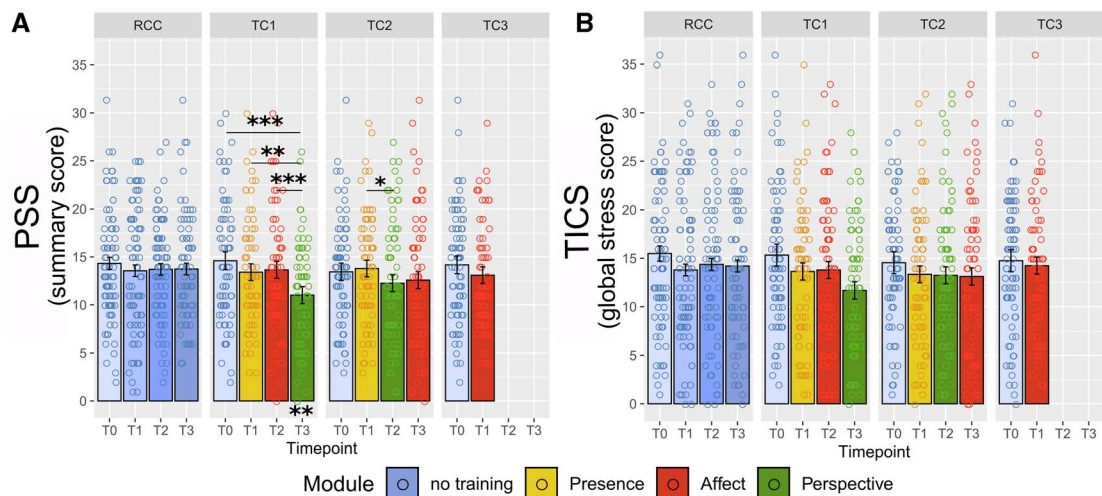 A
RCC TC1 TC2 TC3
PSS
(summary score)
35
30
25
20
15
10
5
0
***
**
***
*
**
T0 T1 T2 T3 T0 T1 T2 T3 T0 T1 T2 T3 T0 T1 T2 T3
Timepoint
B
RCC TC1 TC2 TC3
TICS
(global stress score)
35
30
25
20
15
10
5
0
T0 T1 T2 T3 T0 T1 T2 T3 T0 T1 T2 T3 T0 T1 T2 T3
Timepoint
Module no training Presence Affect Perspective